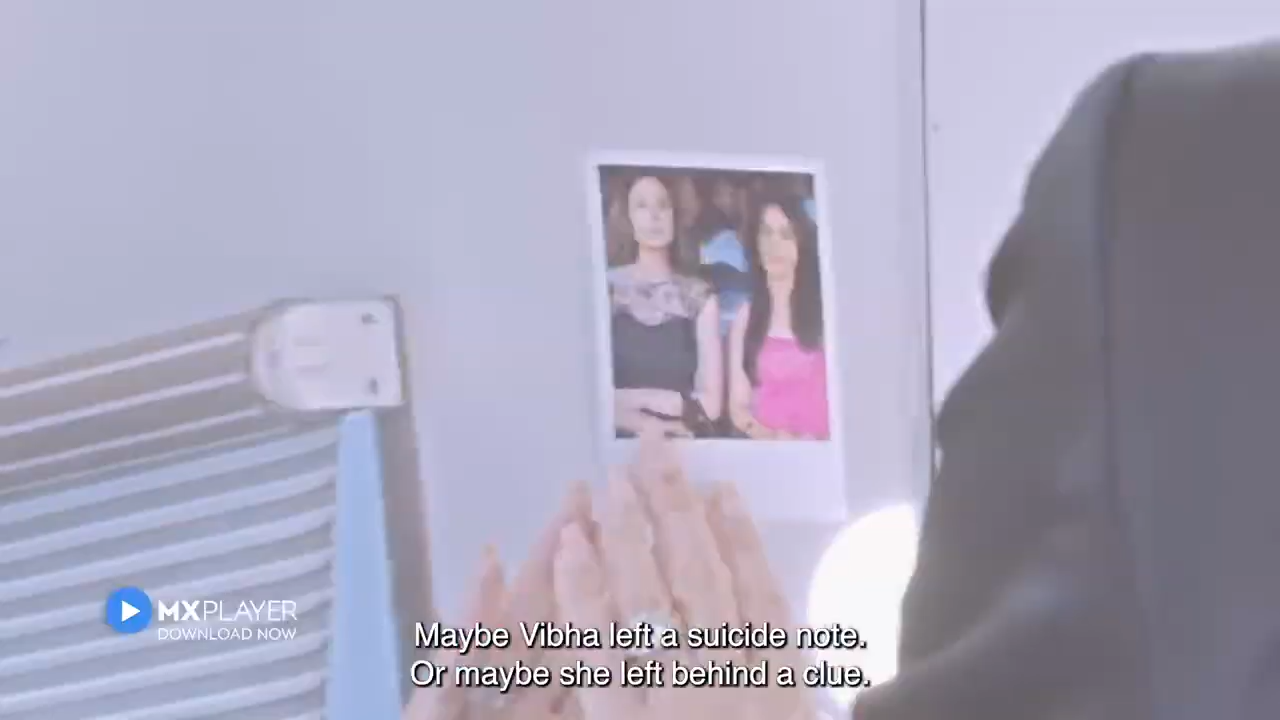 MXPLAYER
DOWNLOAD NOW
Maybe Vibha left a suicide note.
Or maybe she left behind a clue.